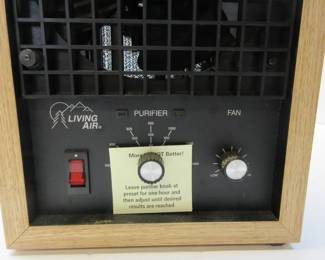 LIVING
AIR®
PURIFIER
FAN
More is NOT Better!
LOW
Leave purifier knob at
preset for one hour and
then adjust until desired
results are reached.